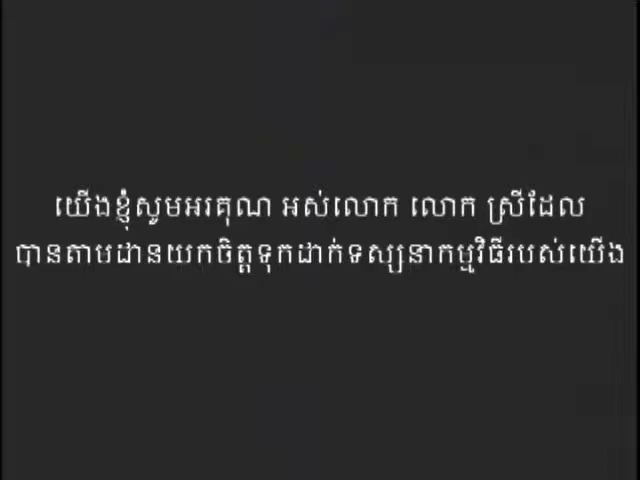 យើងខ្ញុំសូមអរគុណ អស់លោក លោក ស្រីដែល
បានតាមដានយកចិត្តទុកដាក់ទស្សនាកម្មវិធីរបស់យើង